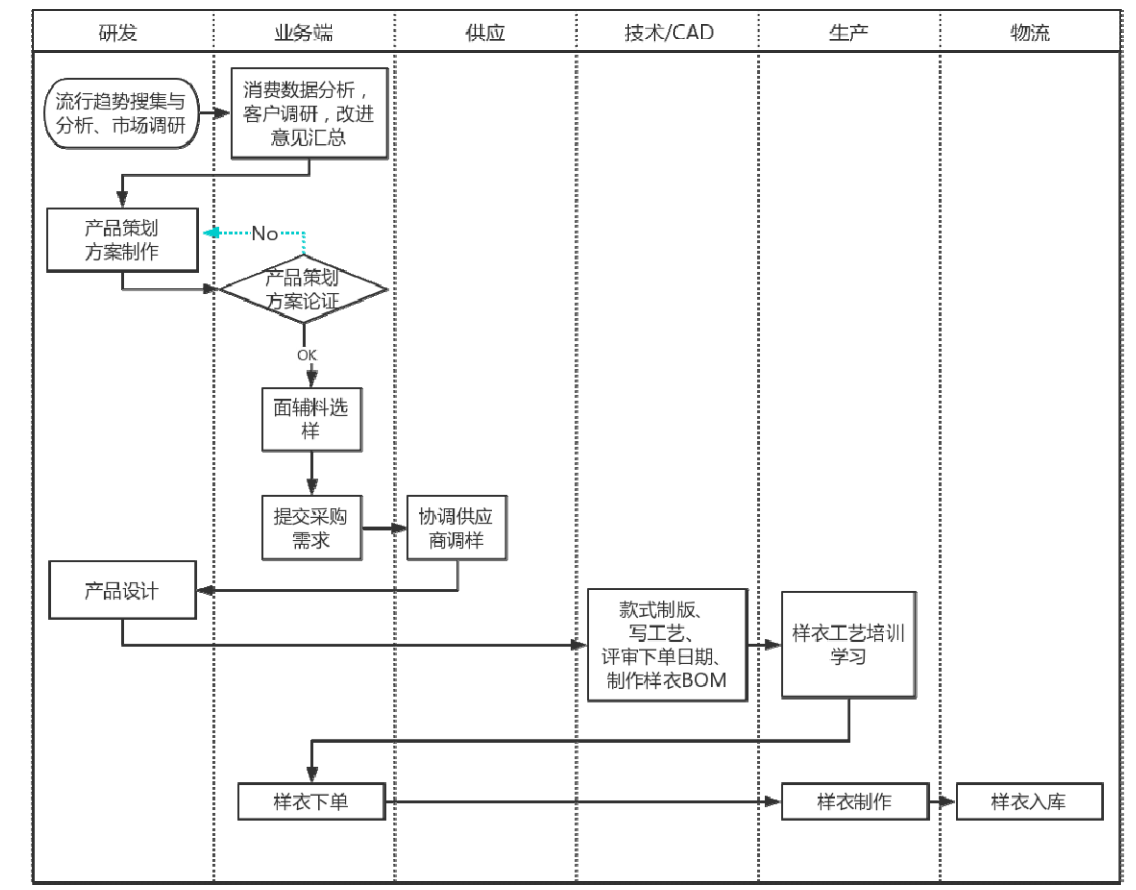 研发
业务端
供应
技术/CAD
生产
物流
流行趋势搜集与
分析、市场调研
消费数据分析，
客户调研，改进
意见汇总
产品策划
方案制作
No
产品策划
方案论证
OK
面辅料选
样
提交采购
需求
协调供应
商调样
产品设计
款式制版、
写工艺、
评审下单日期、
制作样衣BOM
样衣工艺培训
学习
样衣下单
样衣制作
样衣入库